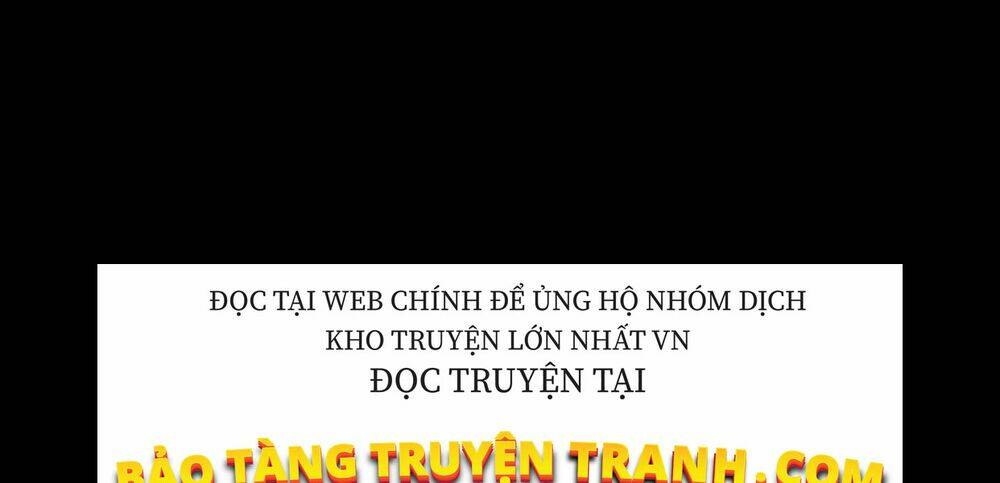 ĐỌC TẠI WEB CHÍNH ĐỂ ỦNG HỘ NHÓM DỊCH
KHO TRUYỆN LỚN NHẤT VN
ĐỌC TRUYỆN TẠI
BẢO TÀNG TRUYỆN TRANH.COM